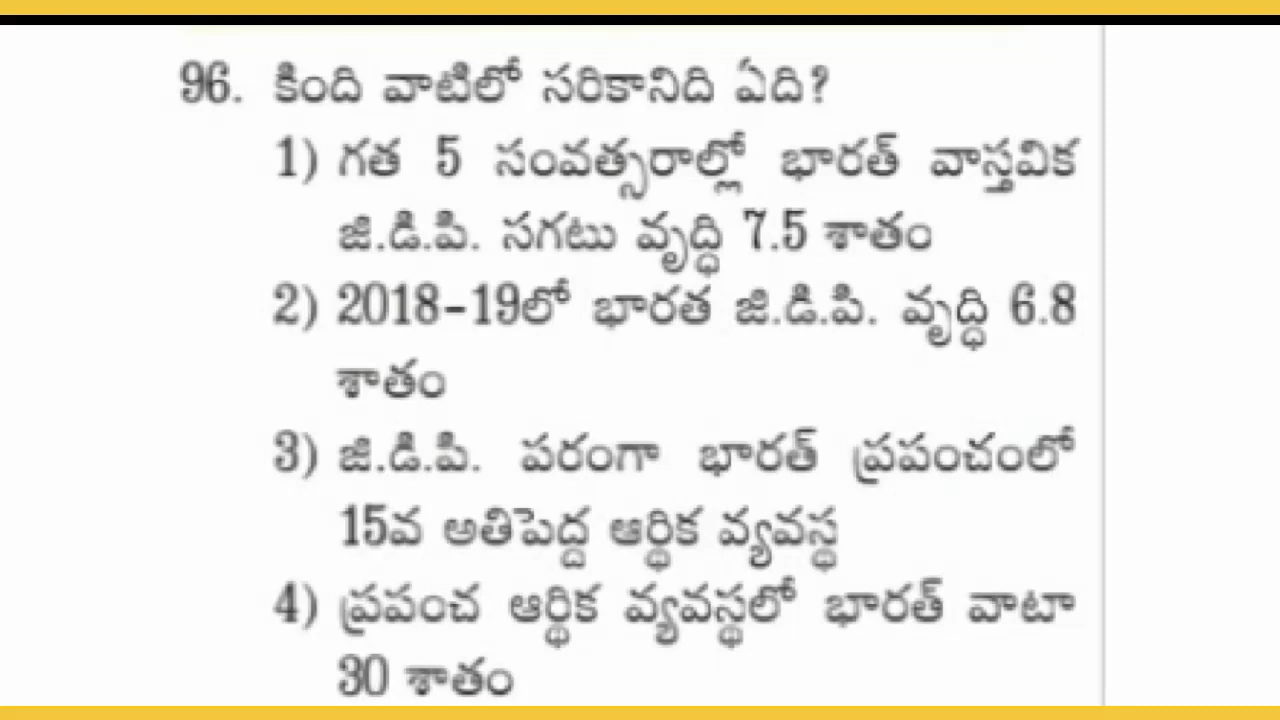 96. కింది వాటిలో సరికానిది ఏది?
1) గత 5 సంవత్సరాల్లో భారత్ వాస్తవిక
జి.డి.పి. సగటు వృద్ధి 7.5 శాతం
2) 2018-19లో భారత జి.డి.పి. వృద్ధి 6.8
శాతం
3) జి.డి.పి. పరంగా భారత్ ప్రపంచంలో
15వ అతిపెద్ద ఆర్థిక వ్యవస్థ
4) ప్రపంచ ఆర్థిక వ్యవస్థలో భారత్ వాటా
30 శాతం